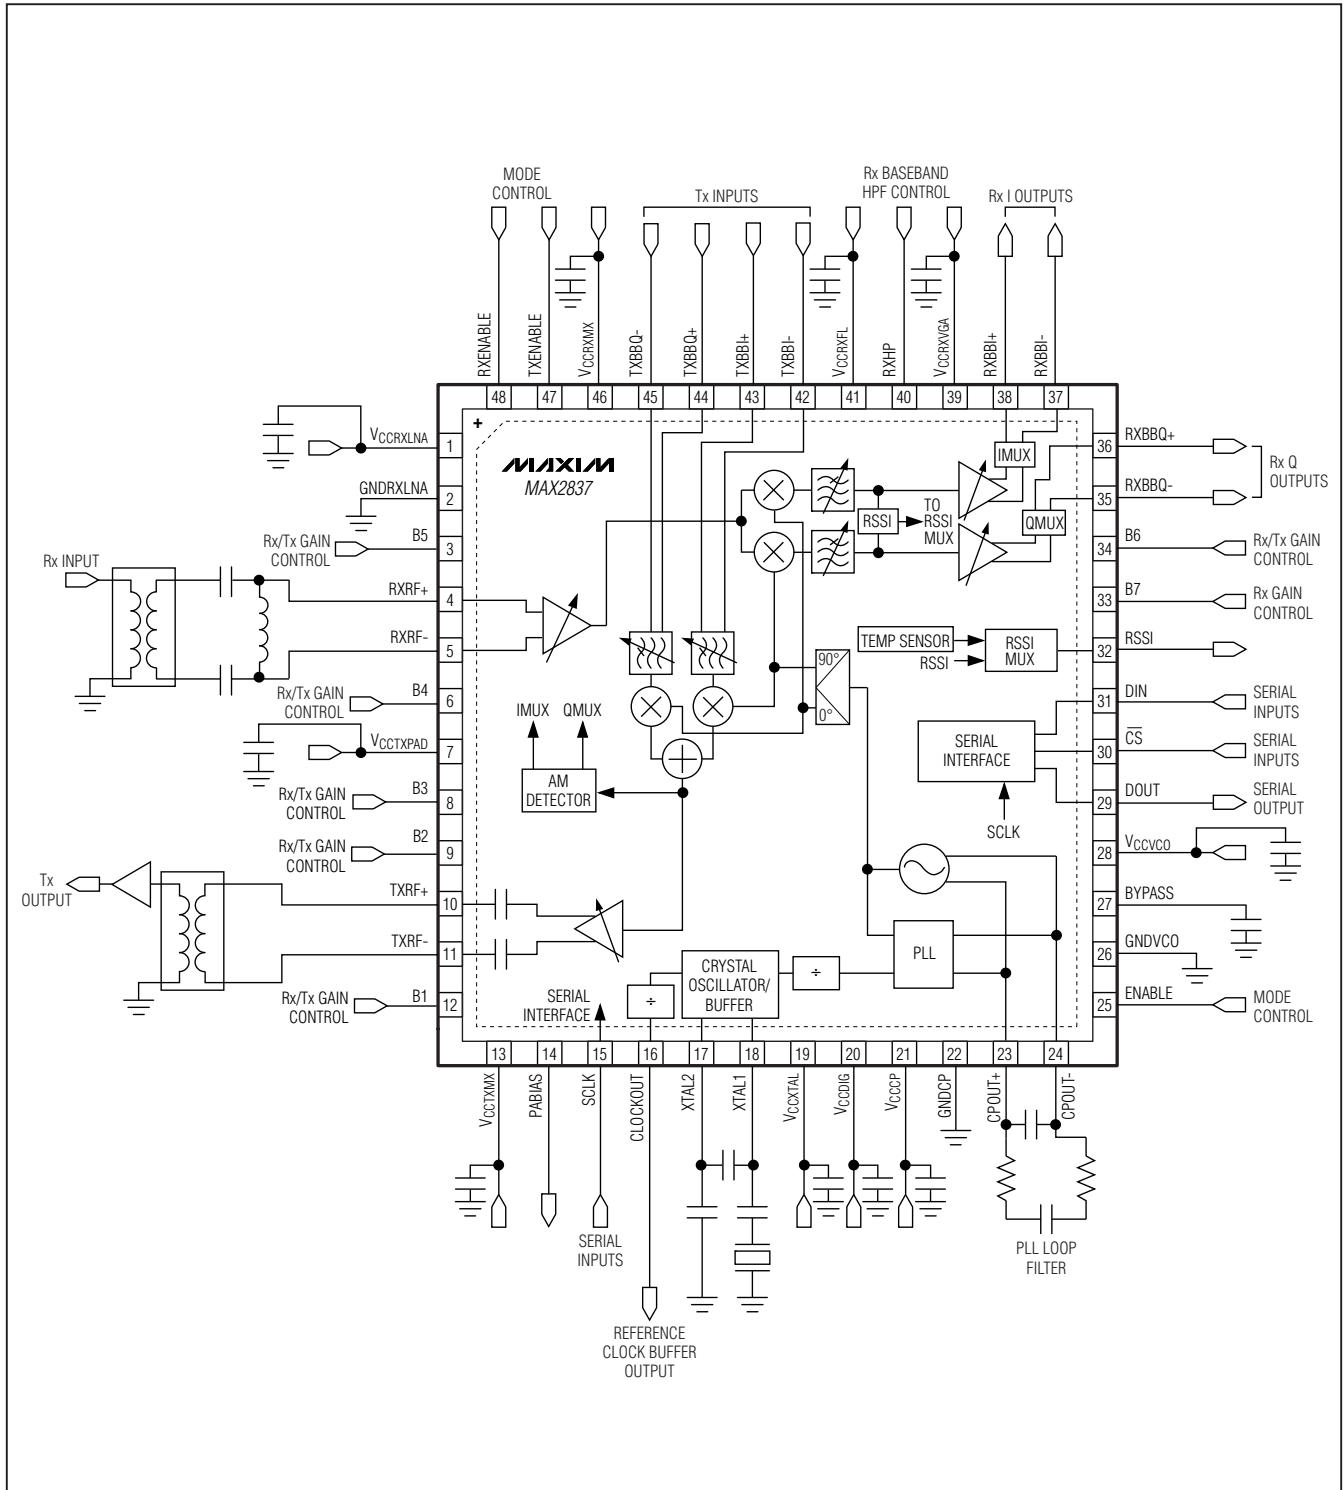 MODE
CONTROL
Tx INPUTS
Rx BASEBAND
HPF CONTROL
Rx I OUTPUTS
RXENABLE
TXENABLE
VCCRXMX
TXBBQ-
TXBBQ+
TXBBI+
TXBBI-
VCCRXFL
RXHP
VCCRXVGA
RXBBI+
RXBBI-
48
47
46
45
44
43
42
41
40
39
38
37
+
MAXIM
MAX2837
VCCRXLNA
1
GNDRXLNA
2
Rx/Tx GAIN
CONTROL
B5
3
Rx INPUT
RXRF+
4
RXRF-
5
Rx/Tx GAIN
CONTROL
B4
6
VCCTXPAD
7
Rx/Tx GAIN
CONTROL
B3
8
Rx/Tx GAIN
CONTROL
B2
9
Tx
OUTPUT
TXRF+
10
TXRF-
11
Rx/Tx GAIN
CONTROL
B1
12
IMUX
QMUX
RSSI
TO
RSSI
MUX
TEMP SENSOR
RSSI
RSSI
MUX
90°
0°
IMUX
QMUX
AM
DETECTOR
SERIAL
INTERFACE
SCLK
PLL
CRYSTAL
OSCILLATOR/
BUFFER
÷
÷
SERIAL
INTERFACE
36
RXBBQ+
Rx Q
OUTPUTS
35
RXBBQ-
34
B6
Rx/Tx GAIN
CONTROL
33
B7
Rx GAIN
CONTROL
32
RSSI
31
DIN
SERIAL
INPUTS
30
C̅S̅
SERIAL
INPUTS
29
DOUT
SERIAL
OUTPUT
28
VCCVCO
27
BYPASS
26
GNDVCO
25
ENABLE
MODE
CONTROL
13
14
15
16
17
18
19
20
21
22
23
24
VCCTXMX
PABIAS
SCLK
CLOCKOUT
XTAL2
XTAL1
VCCXTAL
VCCDIG
VCCCP
GNDCP
CPOUT+
CPOUT-
SERIAL
INPUTS
PLL LOOP
FILTER
REFERENCE
CLOCK BUFFER
OUTPUT